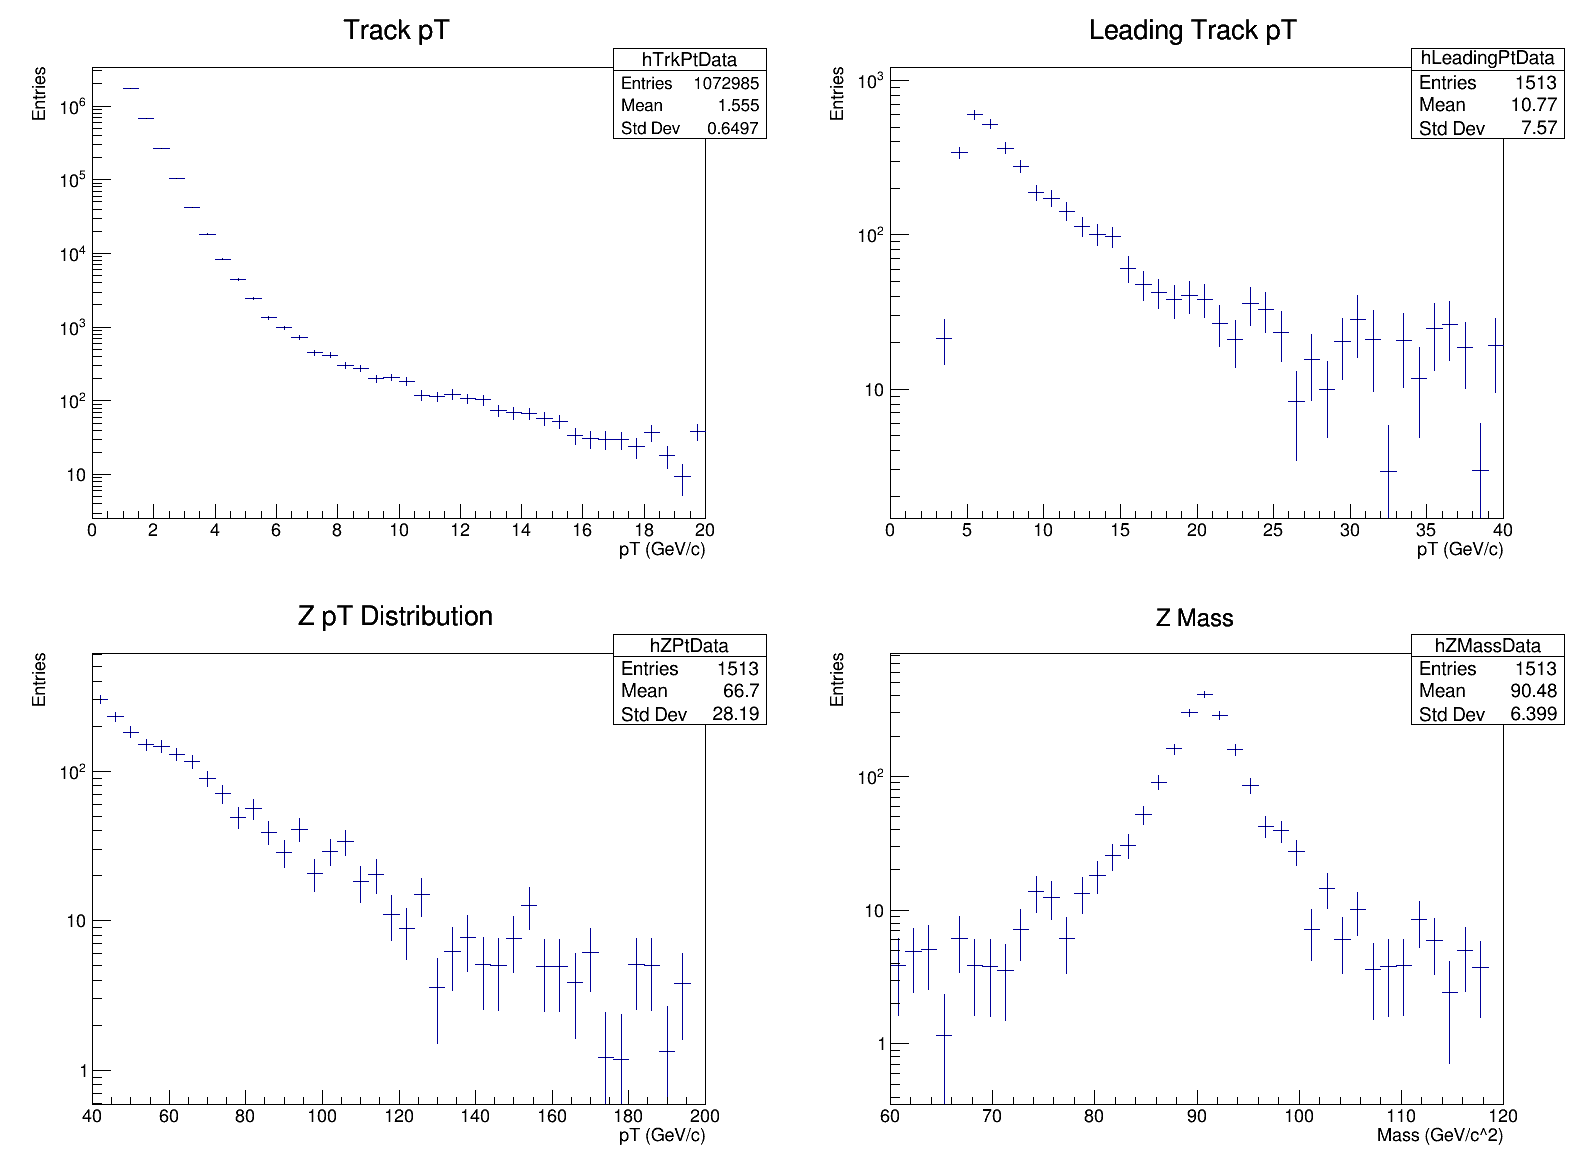 Track pT
hTrkPtData
Entries 1072985
Mean 1.555
Std Dev 0.6497
Entries
10^6
10^5
10^4
10^3
10^2
10
0 2 4 6 8 10 12 14 16 18 20
pT (GeV/c)
Leading Track pT
hLeadingPtData
Entries 1513
Mean 10.77
Std Dev 7.57
Entries
10^3
10^2
10
0 5 10 15 20 25 30 35 40
pT (GeV/c)
Z pT Distribution
hZPtData
Entries 1513
Mean 66.7
Std Dev 28.19
Entries
10^2
10
1
40 60 80 100 120 140 160 180 200
pT (GeV/c)
Z Mass
hZMassData
Entries 1513
Mean 90.48
Std Dev 6.399
Entries
10^2
10
1
60 70 80 90 100 110 120
Mass (GeV/c^2)